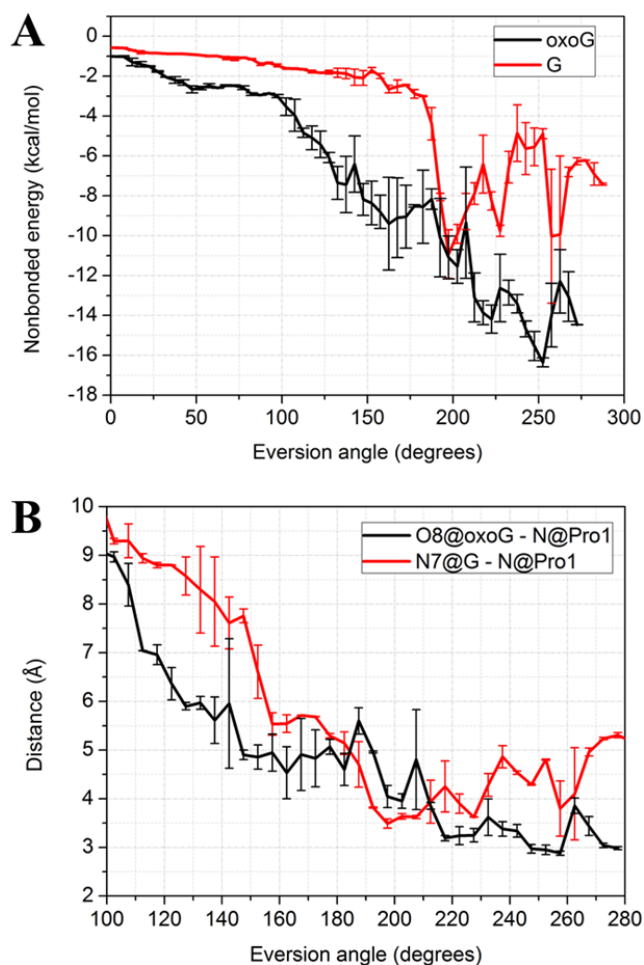 A
oxoG
G
0
-2
-4
-6
-8
-10
-12
-14
-16
-18
Nonbonded energy (kcal/mol)
0 50 100 150 200 250 300
Eversion angle (degrees)
B
O8@oxoG - N@Pro1
N7@G - N@Pro1
10
9
8
7
6
5
4
3
2
Distance (Å)
100 120 140 160 180 200 220 240 260 280
Eversion angle (degrees)